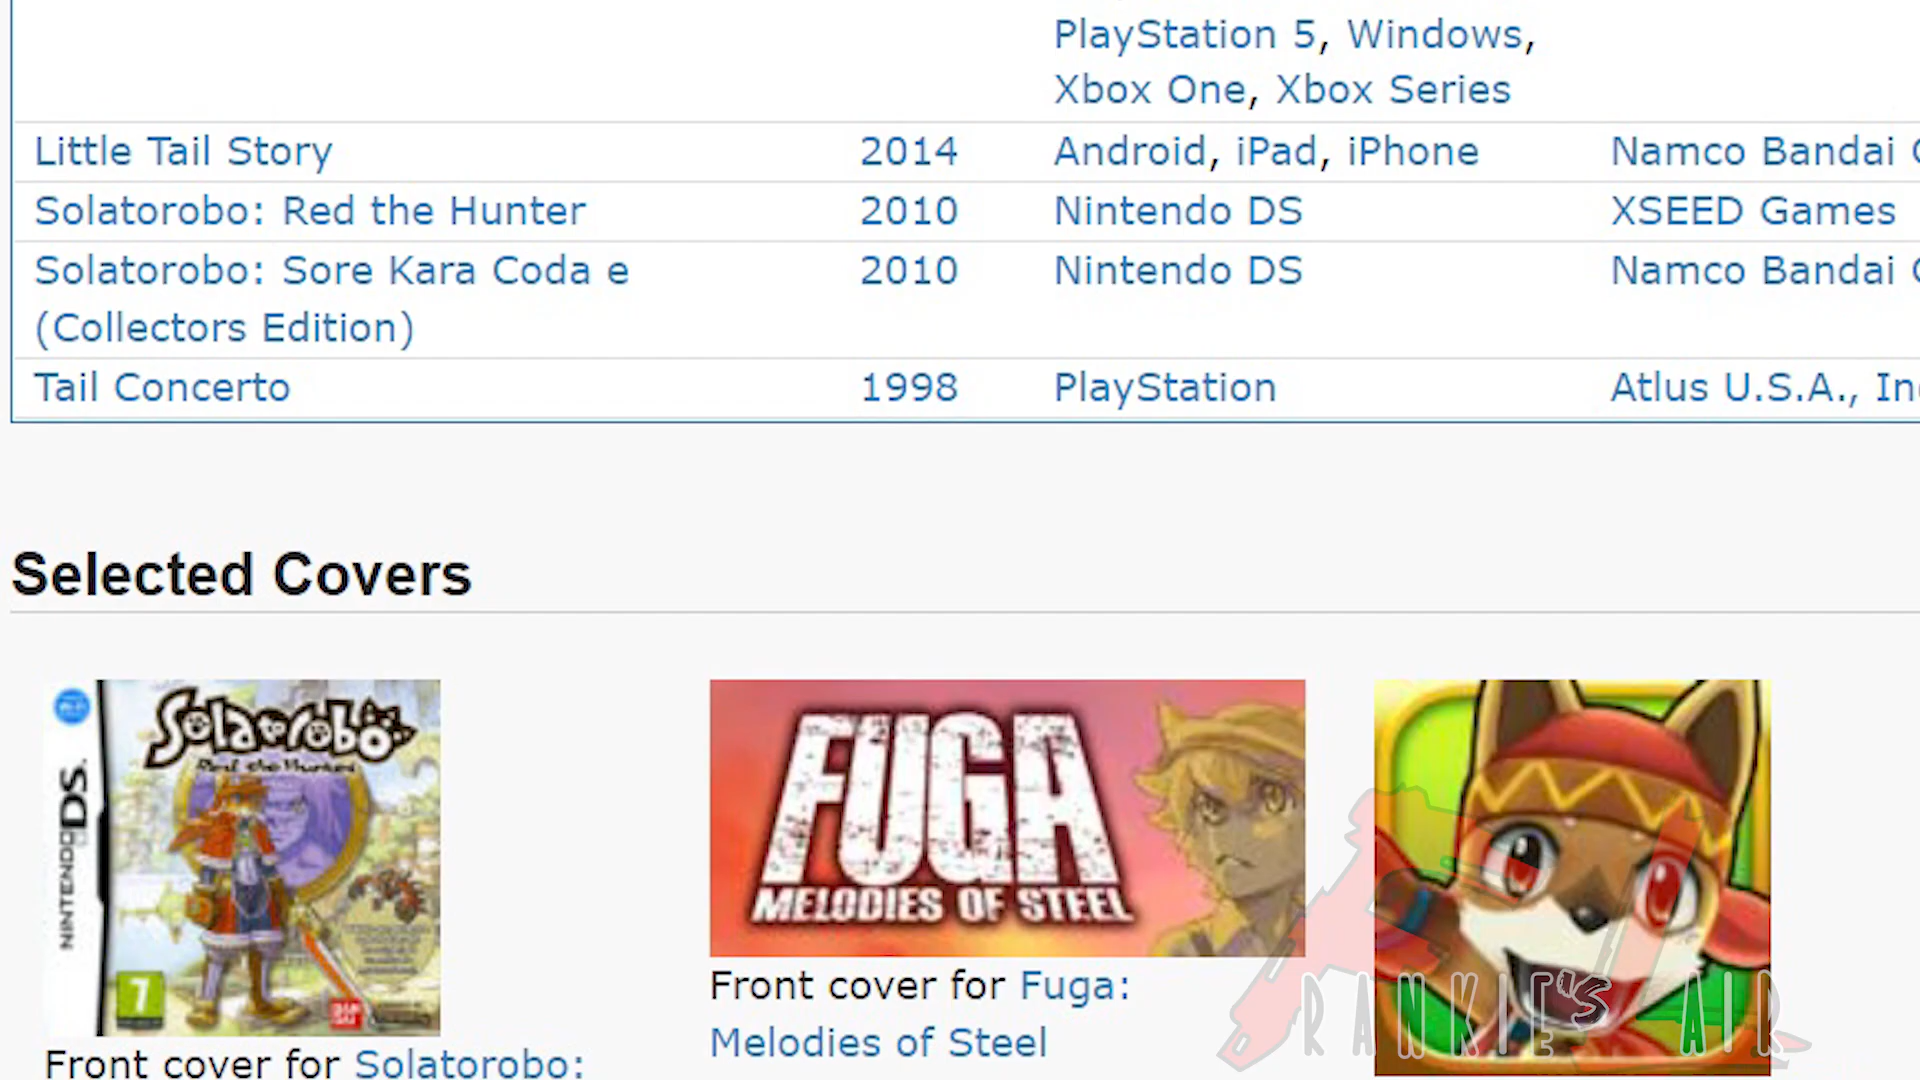 PlayStation 5, Windows,
Xbox One, Xbox Series
Little Tail Story 2014 Android, iPad, iPhone Namco Bandai
Solatorobo: Red the Hunter 2010 Nintendo DS XSEED Games
Solatorobo: Sore Kara Coda e 2010 Nintendo DS Namco Bandai
(Collectors Edition)
Tail Concerto 1998 PlayStation Atlus U.S.A.,
Selected Covers
NINTENDO DS
Solatorobo
Red the Hunter
7
FUGA
MELODIES OF STEEL
Front cover for Solatorobo:
Front cover for Fuga:
Melodies of Steel
RANKIE'S AIR